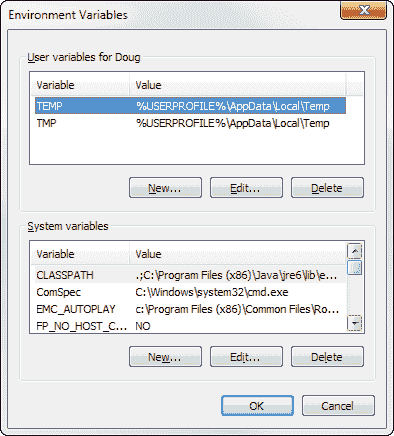 Environment Variables
User variables for Doug
Variable Value
TEMP %USERPROFILE%\AppData\Local\Temp
TMP %USERPROFILE%\AppData\Local\Temp
New... Edit... Delete
System variables
Variable Value
CLASSPATH .;C:\Program Files (x86)\Java\jre6\lib\e...
ComSpec C:\Windows\system32\cmd.exe
EMC_AUTOPLAY c:\Program Files (x86)\Common Files\Ro...
FP_NO_HOST_C... NO
New... Edit... Delete
OK Cancel